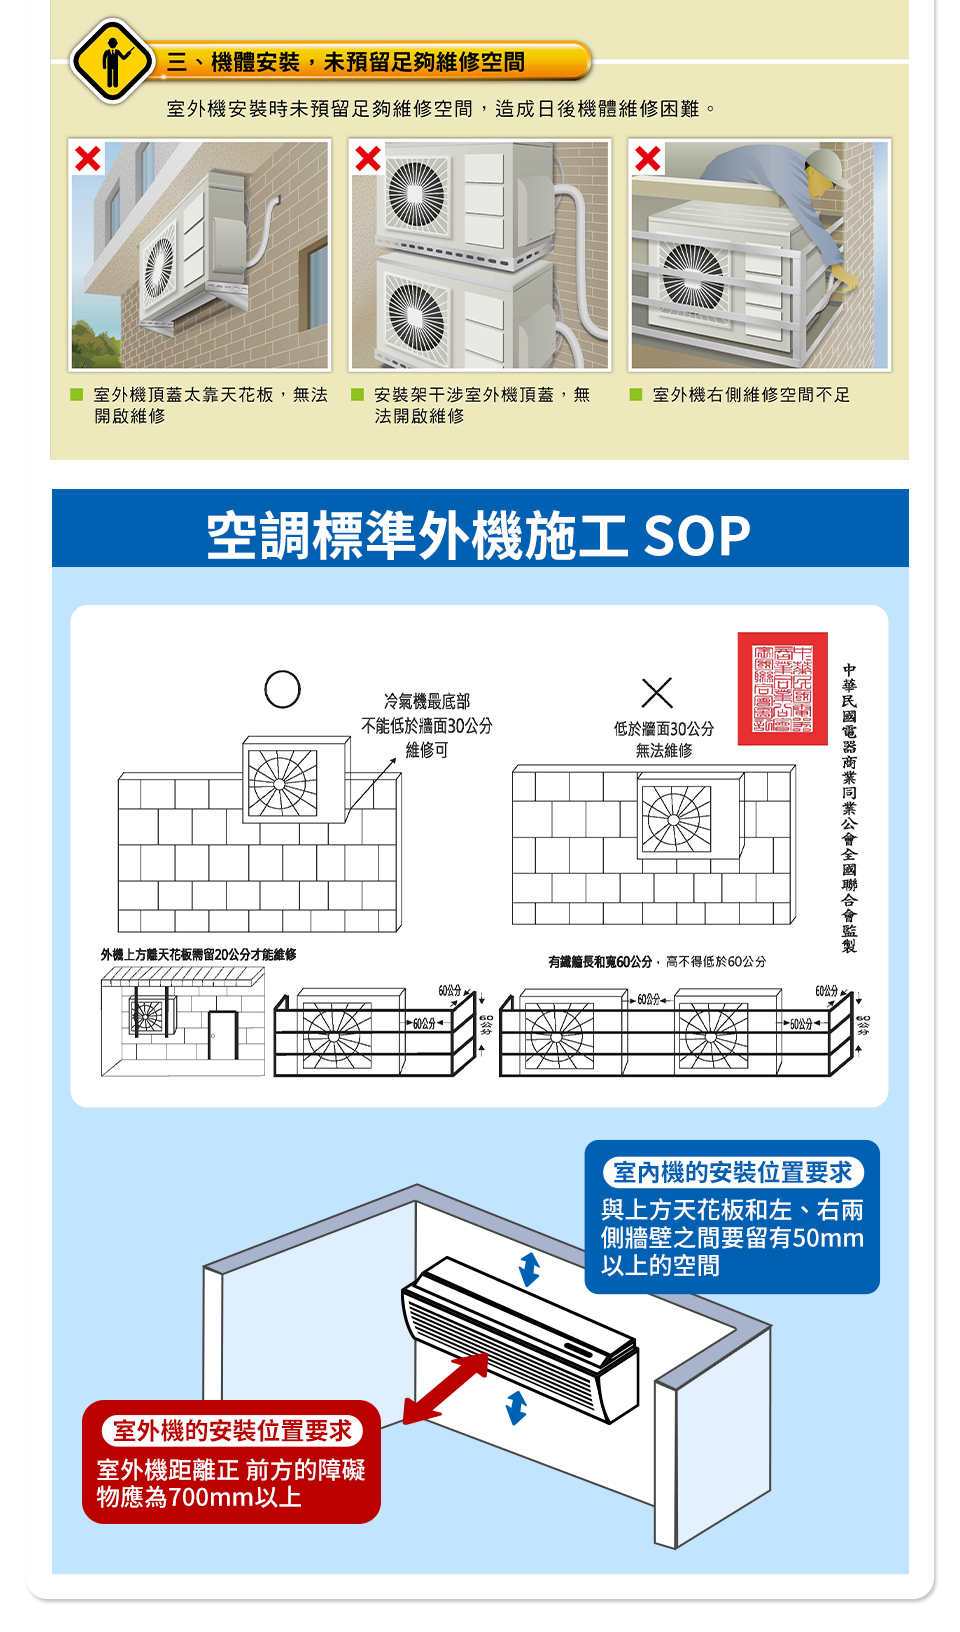 三、機體安裝，未預留足夠維修空間
室外機安裝時未預留足夠維修空間，造成日後機體維修困難。
室外機頂蓋太靠天花板，無法
開啟維修
安裝架干涉室外機頂蓋，無
法開啟維修
室外機右側維修空間不足
空調標準外機施工 SOP
冷氣機最底部
不能低於牆面30公分
維修可
低於牆面30公分
無法維修
中華民國電器商業同業公會全國聯合會監製
外機上方離天花板需留20公分才能維修
有鐵籠長和寬60公分，高不得低於60公分
60公分
60公分
60公分
60公分
60公分
60公分
60公分
室內機的安裝位置要求
與上方天花板和左、右兩
側牆壁之間要留有50mm
以上的空間
室外機的安裝位置要求
室外機距離正 前方的障礙
物應為700mm以上